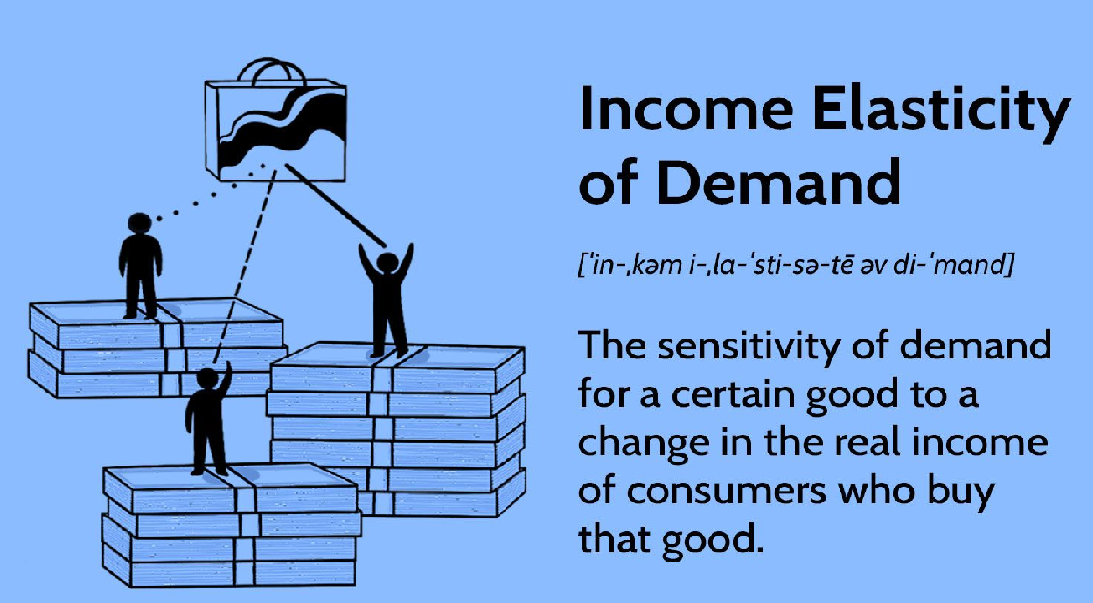 Income Elasticity
of Demand
[ˈin-ˌkəm i-ˌla-ˈsti-sə-tē əv di-ˈmand]
The sensitivity of demand
for a certain good to a
change in the real income
of consumers who buy
that good.